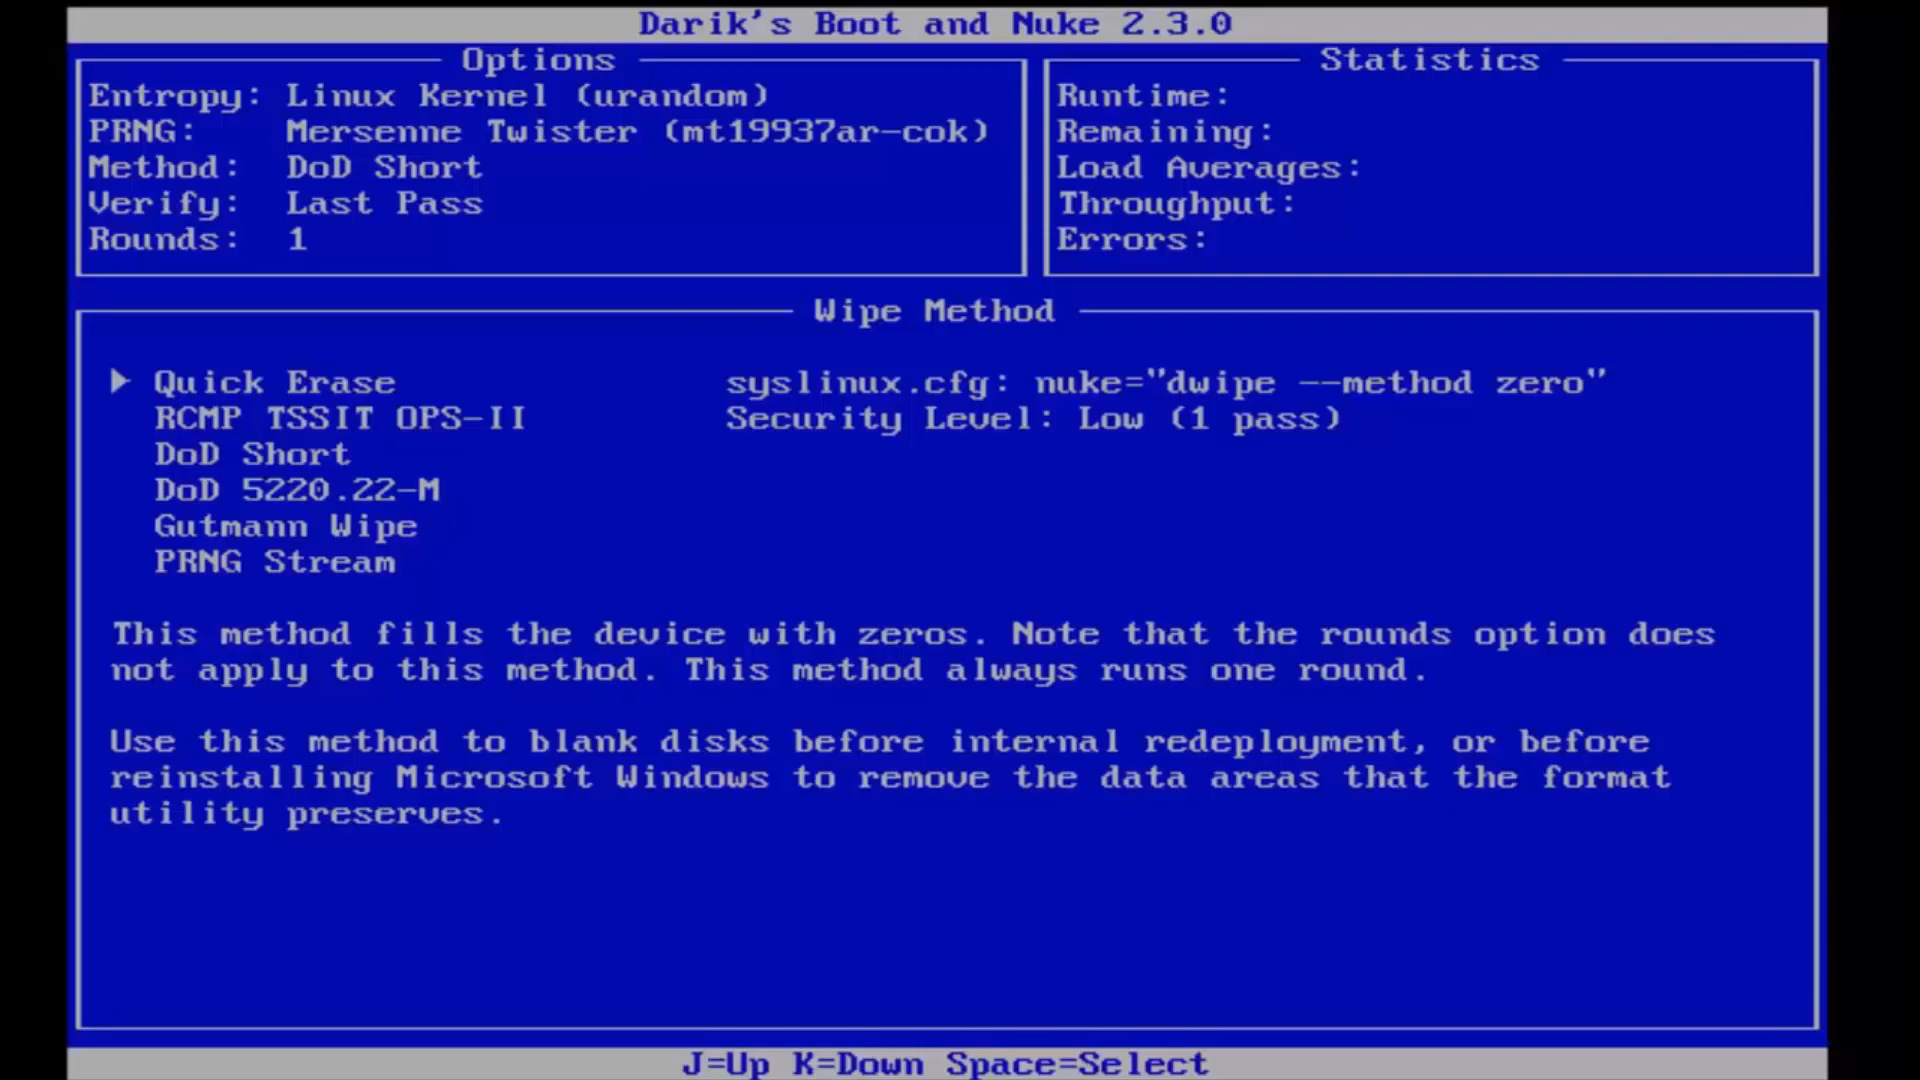 Darik's Boot and Nuke 2.3.0
Options
Entropy: Linux Kernel (urandom)
PRNG: Mersenne Twister (mt19937ar-cok)
Method: DoD Short
Verify: Last Pass
Rounds: 1
Statistics
Runtime:
Remaining:
Load Averages:
Throughput:
Errors:
Wipe Method
Quick Erase syslinux.cfg: nuke="dwipe --method zero"
RCMP TSSIT OPS-II Security Level: Low (1 pass)
DoD Short
DoD 5220.22-M
Gutmann Wipe
PRNG Stream
This method fills the device with zeros. Note that the rounds option does
not apply to this method. This method always runs one round.
Use this method to blank disks before internal redeployment, or before
reinstalling Microsoft Windows to remove the data areas that the format
utility preserves.
J=Up K=Down Space=Select